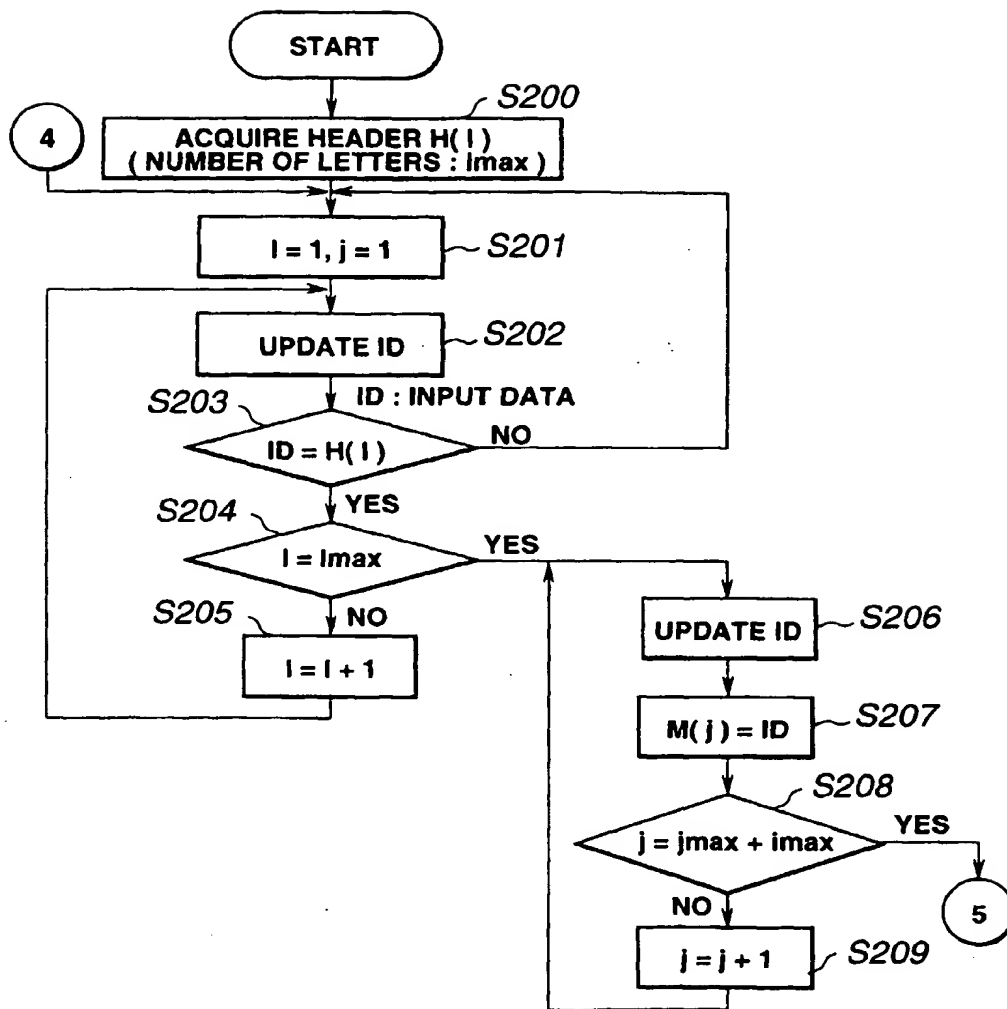 START
S200
4
ACQUIRE HEADER H( I )
( NUMBER OF LETTERS : Imax )
I = 1, j = 1
S201
UPDATE ID
S202
ID : INPUT DATA
S203
ID = H( I )
NO
YES
S204
I = Imax
YES
S205
NO
I = I + 1
UPDATE ID
S206
M( j ) = ID
S207
S208
j = jmax + imax
YES
NO
5
j = j + 1
S209